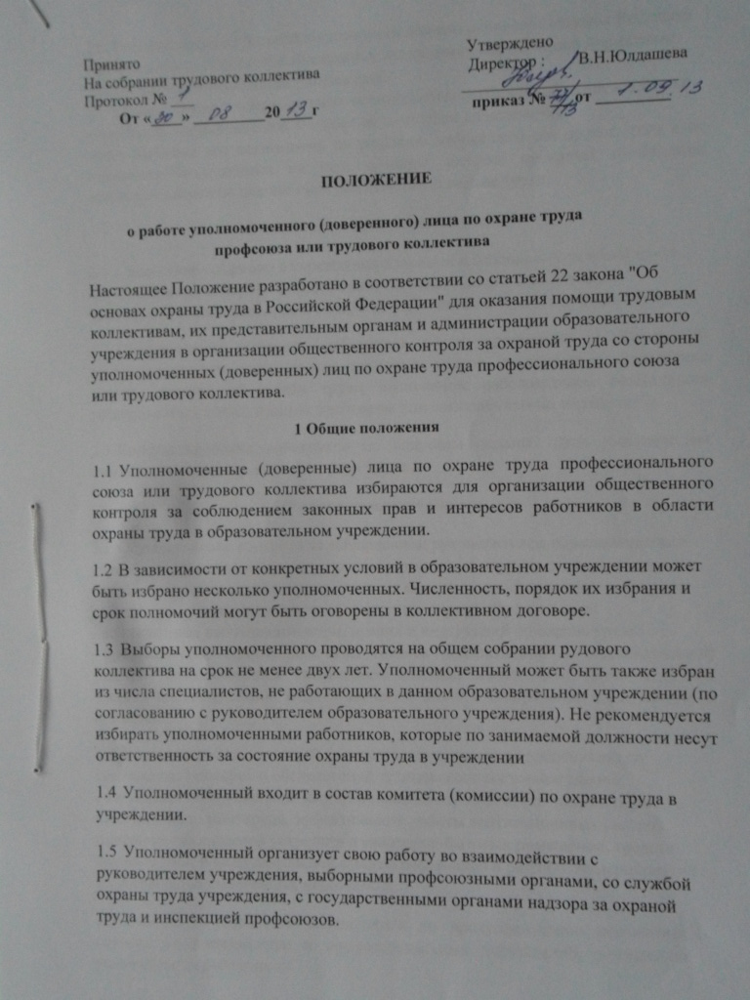 Принято
На собрании трудового коллектива
Протокол № 1
От «30» 08 2013г
Утверждено
Директор : В.Н.Юлдашева
приказ № 77/13 от 1.09.13
ПОЛОЖЕНИЕ
о работе уполномоченного (доверенного) лица по охране труда
профсоюза или трудового коллектива
Настоящее Положение разработано в соответствии со статьей 22 закона "Об
основах охраны труда в Российской Федерации" для оказания помощи трудовым
коллективам, их представительным органам и администрации образовательного
учреждения в организации общественного контроля за охраной труда со стороны
уполномоченных (доверенных) лиц по охране труда профессионального союза
или трудового коллектива.
1 Общие положения
1.1 Уполномоченные (доверенные) лица по охране труда профессионального
союза или трудового коллектива избираются для организации общественного
контроля за соблюдением законных прав и интересов работников в области
охраны труда в образовательном учреждении.
1.2 В зависимости от конкретных условий в образовательном учреждении может
быть избрано несколько уполномоченных. Численность, порядок их избрания и
срок полномочий могут быть оговорены в коллективном договоре.
1.3 Выборы уполномоченного проводятся на общем собрании рудового
коллектива на срок не менее двух лет. Уполномоченный может быть также избран
из числа специалистов, не работающих в данном образовательном учреждении (по
согласованию с руководителем образовательного учреждения). Не рекомендуется
избирать уполномоченными работников, которые по занимаемой должности несут
ответственность за состояние охраны труда в учреждении
1.4 Уполномоченный входит в состав комитета (комиссии) по охране труда в
учреждении.
1.5 Уполномоченный организует свою работу во взаимодействии с
руководителем учреждения, выборными профсоюзными органами, со службой
охраны труда учреждения, с государственными органами надзора за охраной
труда и инспекцией профсоюзов.